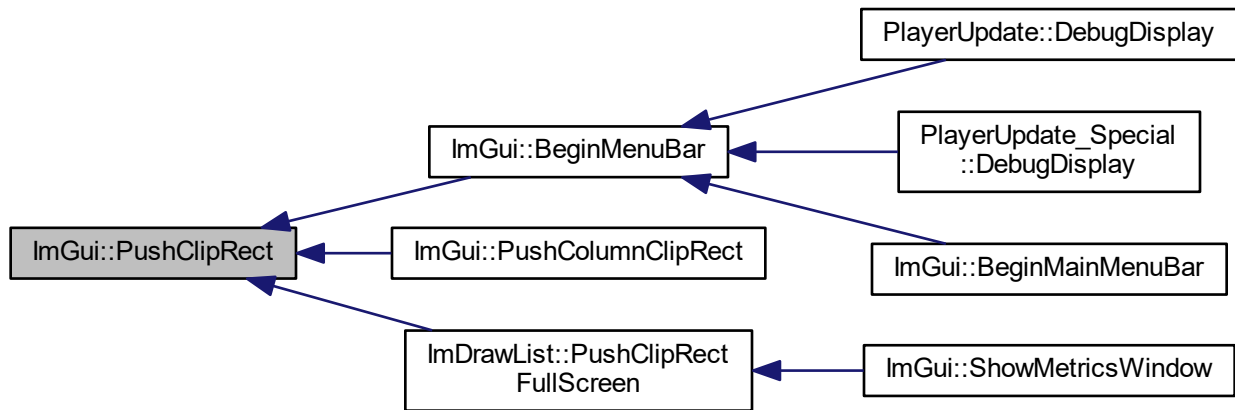 PlayerUpdate::DebugDisplay
PlayerUpdate_Special
::DebugDisplay
ImGui::BeginMenuBar
ImGui::PushClipRect
ImGui::PushColumnClipRect
ImGui::BeginMainMenuBar
ImDrawList::PushClipRect
FullScreen
ImGui::ShowMetricsWindow